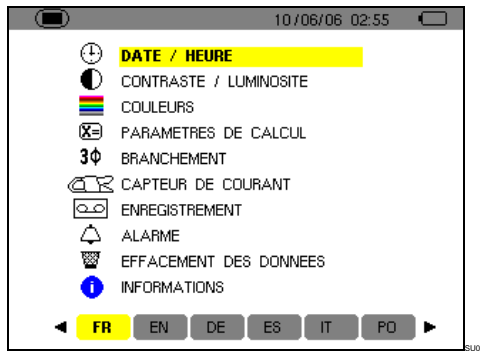 10/06/06 02:55
DATE / HEURE
CONTRASTE / LUMINOSITE
COULEURS
PARAMETRES DE CALCUL
3Φ BRANCHEMENT
CAPTEUR DE COURANT
ENREGISTREMENT
ALARME
EFFACEMENT DES DONNEES
INFORMATIONS
FR EN DE ES IT PO